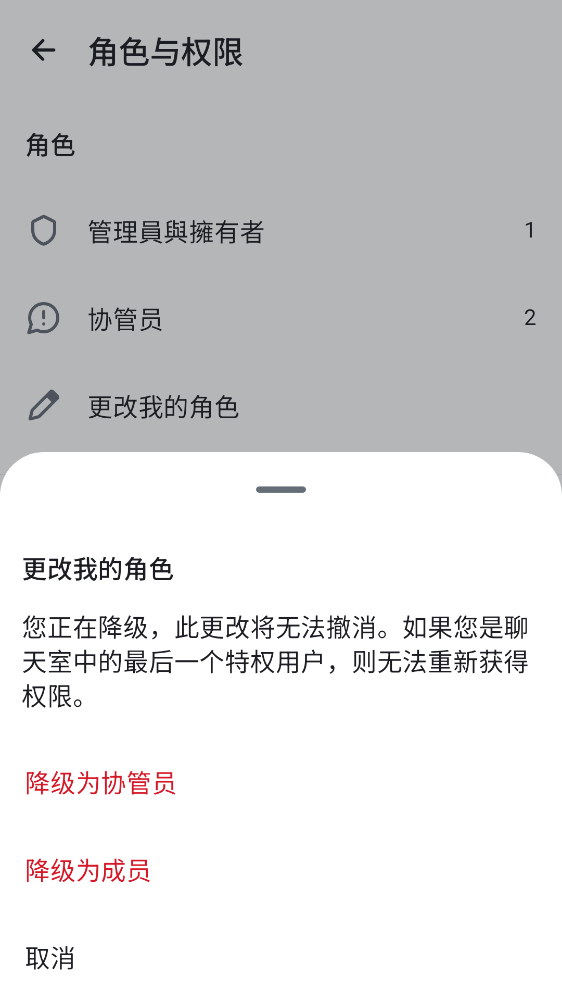 角色与权限
角色
管理員與擁有者 1
协管员 2
更改我的角色
更改我的角色
您正在降级，此更改将无法撤消。如果您是聊
天室中的最后一个特权用户，则无法重新获得
权限。
降级为协管员
降级为成员
取消